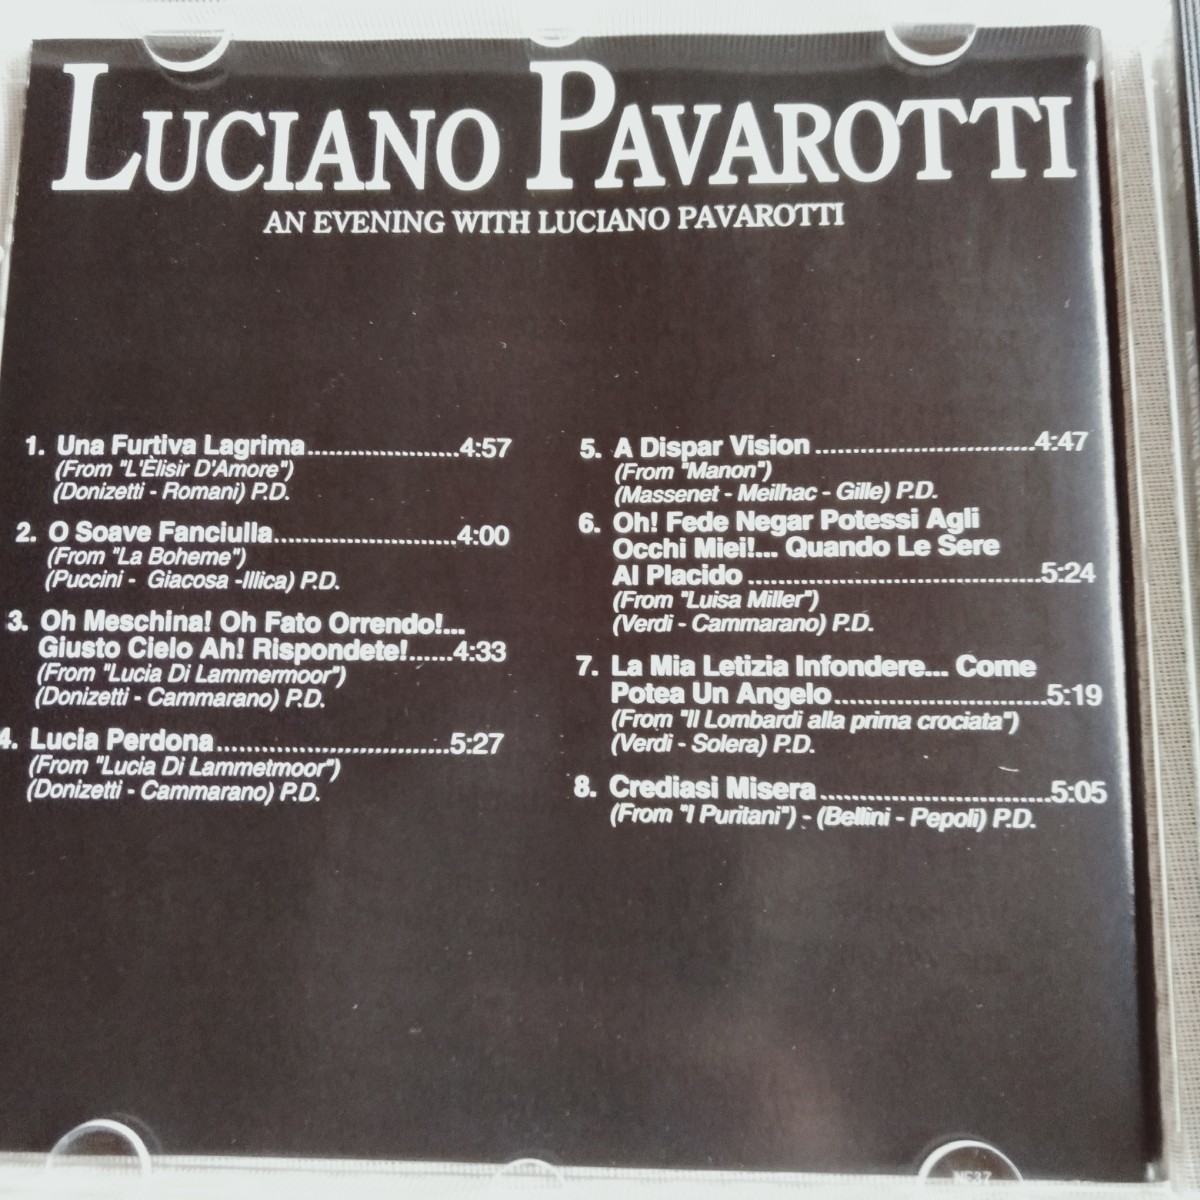 LUCIANO PAVAROTTI
AN EVENING WITH LUCIANO PAVAROTTI
1. Una Furtiva Lagrima....................4:57
(From "L'Èlisir D'Amore")
(Donizetti - Romani) P.D.
2. O Soave Fanciulla........................4:00
(From "La Boheme")
(Puccini - Giacosa -Illica) P.D.
3. Oh Meschina! Oh Fato Orrendo!...
Giusto Cielo Ah! Rispondete!......4:33
(From "Lucia Di Lammermoor")
(Donizetti - Cammarano) P.D.
4. Lucia Perdona...............................5:27
(From "Lucia Di Lammetmoor")
(Donizetti - Cammarano) P.D.
5. A Dispar Vision .............................4:47
(From "Manon")
(Massenet - Meilhac - Gille) P.D.
6. Oh! Fede Negar Potessi Agli
Occhi Miei!... Quando Le Sere
Al Placido .......................................5:24
(From "Luisa Miller")
(Verdi - Cammarano) P.D.
7. La Mia Letizia Infondere... Come
Potea Un Angelo............................5:19
(From "Il Lombardi alla prima crociata")
(Verdi - Solera) P.D.
8. Crediasi Misera ..............................5:05
(From "I Puritani") - (Bellini - Pepoli) P.D.